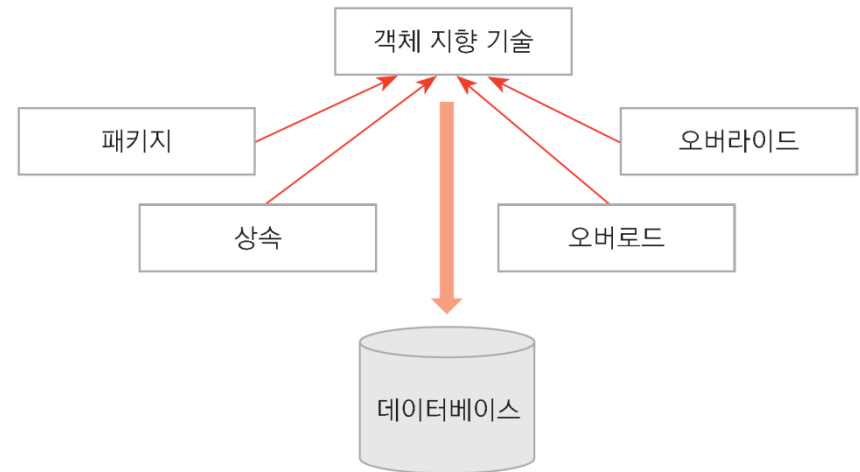 객체 지향 기술
패키지
오버라이드
상속
오버로드
데이터베이스